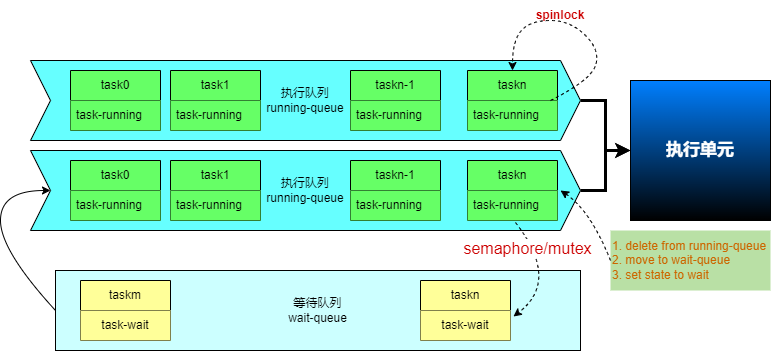 spinlock
task0
task1
执行队列
running-queue
taskn-1
taskn
task-running
task-running
task-running
task-running
执行单元
task0
task1
执行队列
running-queue
taskn-1
taskn
task-running
task-running
task-running
task-running
semaphore/mutex
1. delete from running-queue
2. move to wait-queue
3. set state to wait
taskm
等待队列
wait-queue
taskn
task-wait
task-wait